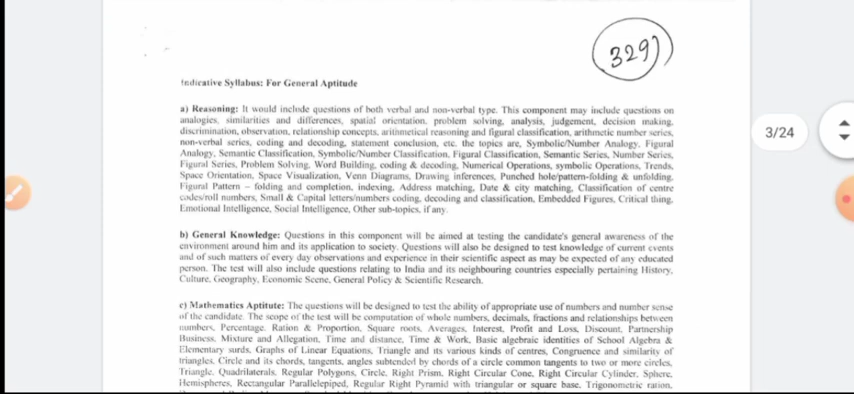 329
3/24
Indicative Syllabus: For General Aptitude
a) Reasoning: It would include questions of both verbal and non-verbal type. This component may include questions on
analogies, similarities and differences, spatial orientation, problem solving, analysis, judgement, decision making,
discrimination, observation, relationship concepts, arithmetical reasoning and figural classification, arithmetic number series,
non-verbal series, coding and decoding, statement conclusion, etc. the topics are, Symbolic/Number Analogy, Figural
Analogy, Semantic Classification, Symbolic/Number Classification, Figural Classification, Semantic Series, Number Series,
Figural Series, Problem Solving, Word Building, coding & decoding, Numerical Operations, symbolic Operations, Trends,
Space Orientation, Space Visualization, Venn Diagrams, Drawing inferences, Punched hole/pattern-folding & unfolding,
Figural Pattern – folding and completion, indexing, Address matching, Date & city matching, Classification of centre
codes/roll numbers, Small & Capital letters/numbers coding, decoding and classification, Embedded Figures, Critical thing,
Emotional Intelligence, Social Intelligence, Other sub-topics, if any.
b) General Knowledge: Questions in this component will be aimed at testing the candidate's general awareness of the
environment around him and its application to society. Questions will also be designed to test knowledge of current events
and of such matters of every day observations and experience in their scientific aspect as may be expected of any educated
person. The test will also include questions relating to India and its neighbouring countries especially pertaining History,
Culture, Geography, Economic Scene, General Policy & Scientific Research.
c) Mathematics Aptitute: The questions will be designed to test the ability of appropriate use of numbers and number sense
of the candidate. The scope of the test will be computation of whole numbers, decimals, fractions and relationships between
numbers, Percentage, Ration & Proportion, Square roots, Averages, Interest, Profit and Loss, Discount, Partnership
Business, Mixture and Allegation, Time and distance, Time & Work, Basic algebraic identities of School Algebra &
Elementary surds, Graphs of Linear Equations, Triangle and its various kinds of centres, Congruence and similarity of
triangles, Circle and its chords, tangents, angles subtended by chords of a circle common tangents to two or more circles,
Triangle, Quadrilaterals, Regular Polygons, Circle, Right Prism, Right Circular Cone, Right Circular Cylinder, Sphere,
Hemispheres, Rectangular Parallelepiped, Regular Right Pyramid with triangular or square base, Trigonometric ration,